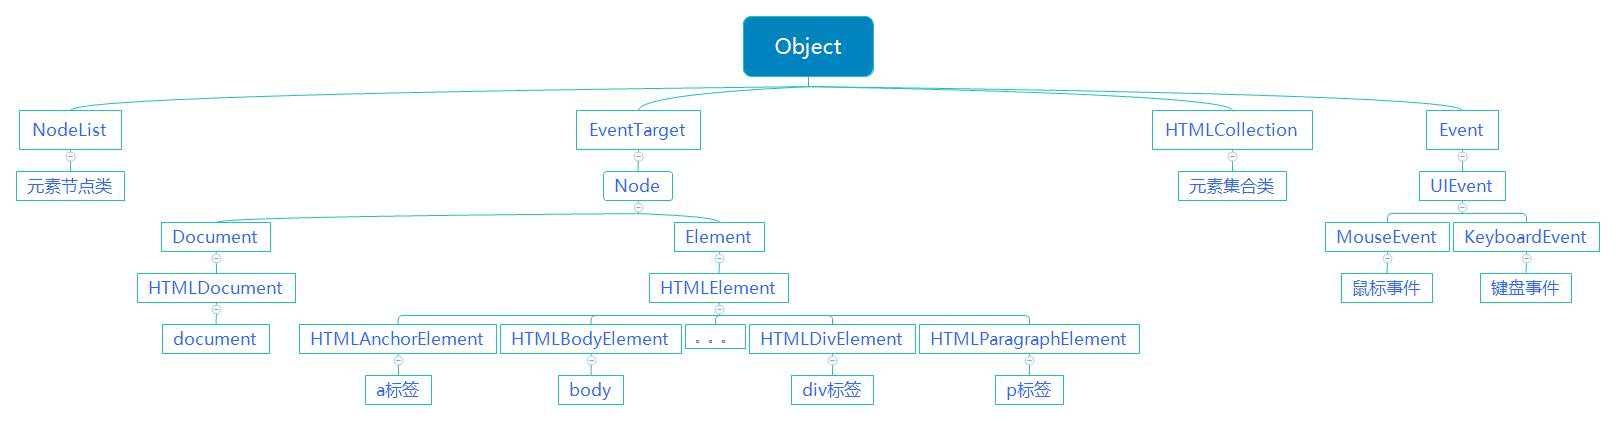 Object
NodeList
EventTarget
HTMLCollection
Event
元素节点类
Node
元素集合类
UIEvent
Document
Element
MouseEvent
KeyboardEvent
HTMLDocument
HTMLElement
鼠标事件
键盘事件
document
HTMLAnchorElement
HTMLBodyElement
。。。
HTMLDivElement
HTMLParagraphElement
a标签
body
div标签
p标签